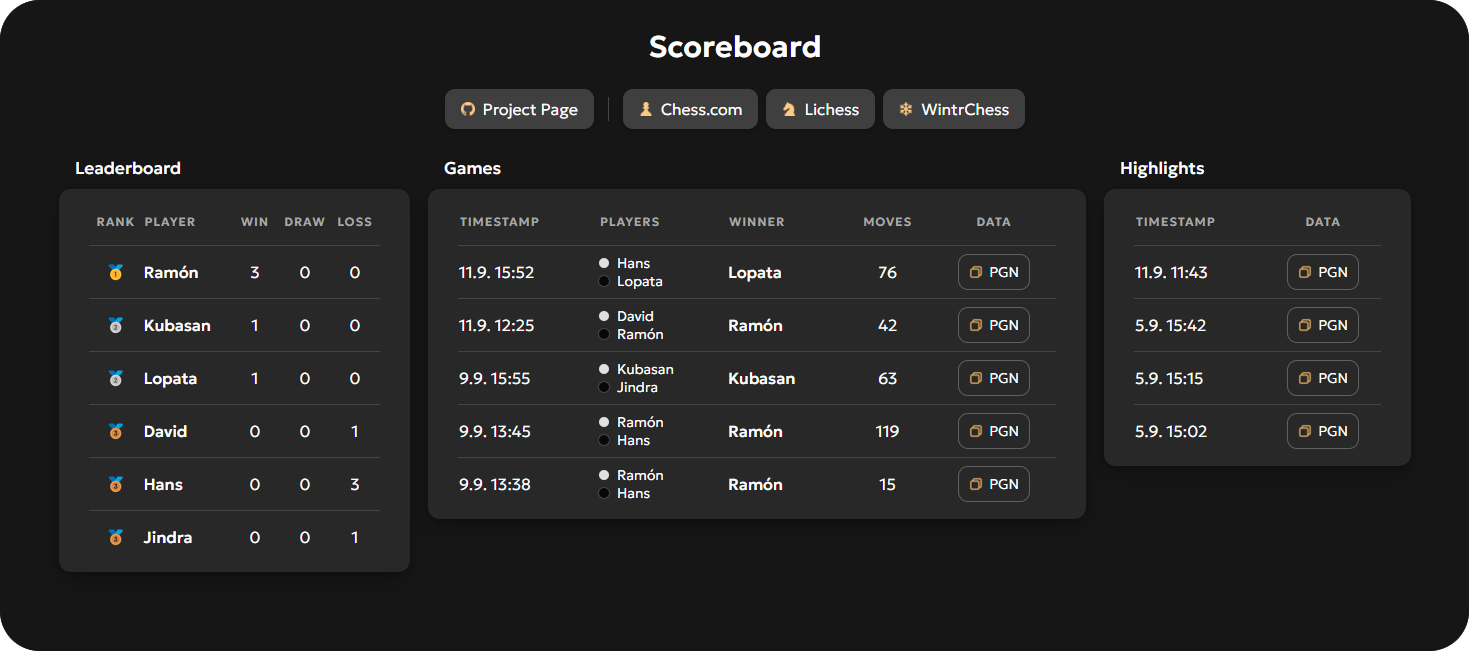 Scoreboard
Project Page Chess.com Lichess WintrChess
Leaderboard
RANK PLAYER WIN DRAW LOSS
1 Ramón 3 0 0
2 Kubasan 1 0 0
2 Lopata 1 0 0
3 David 0 0 1
3 Hans 0 0 3
3 Jindra 0 0 1
Games
TIMESTAMP PLAYERS WINNER MOVES DATA
11.9. 15:52 Hans Lopata Lopata 76 PGN
11.9. 12:25 David Ramón Ramón 42 PGN
9.9. 15:55 Kubasan Jindra Kubasan 63 PGN
9.9. 13:45 Ramón Hans Ramón 119 PGN
9.9. 13:38 Ramón Hans Ramón 15 PGN
Highlights
TIMESTAMP DATA
11.9. 11:43 PGN
5.9. 15:42 PGN
5.9. 15:15 PGN
5.9. 15:02 PGN